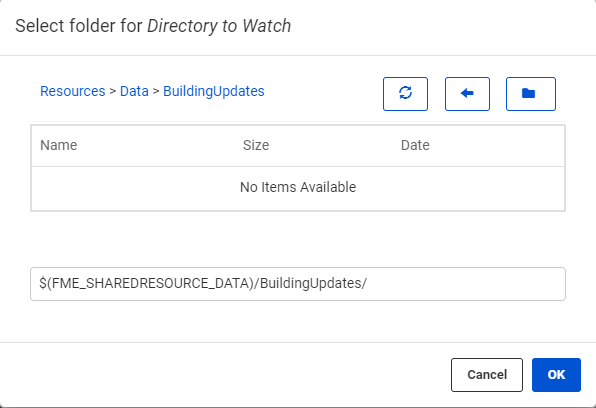 Select folder for Directory to Watch
Resources > Data > BuildingUpdates
Name Size Date
No Items Available
$(FME_SHAREDRESOURCE_DATA)/BuildingUpdates/
Cancel OK